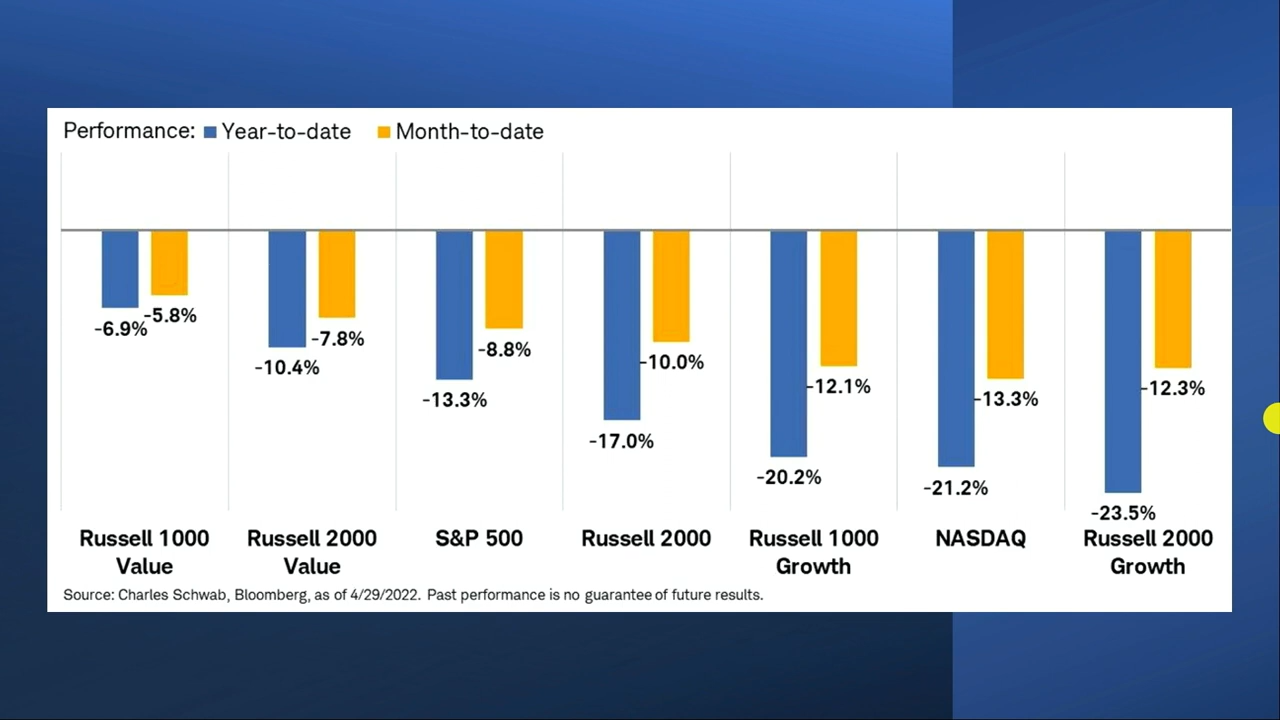 Performance: Year-to-date Month-to-date
-6.9% -5.8%
-10.4% -7.8%
-13.3% -8.8%
-17.0% -10.0%
-20.2% -12.1%
-21.2% -13.3%
-23.5% -12.3%
Russell 1000
Value
Russell 2000
Value
S&P 500
Russell 2000
Russell 1000
Growth
NASDAQ
Russell 2000
Growth
Source: Charles Schwab, Bloomberg, as of 4/29/2022. Past performance is no guarantee of future results.